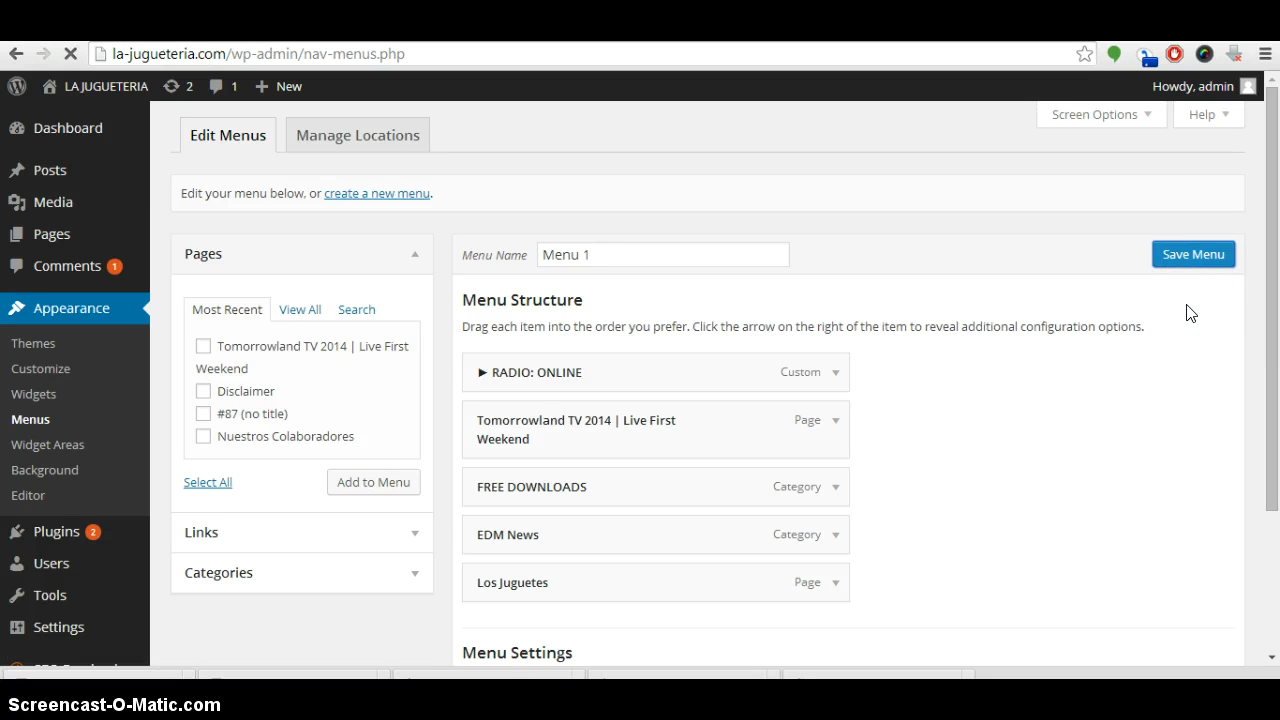 la-jugueteria.com/wp-admin/nav-menus.php
LA JUGUETERIA 2 1 New Howdy, admin
Dashboard
Posts
Media
Pages
Comments 1
Appearance
Themes
Customize
Widgets
Menus
Widget Areas
Background
Editor
Plugins 2
Users
Tools
Settings
Edit Menus Manage Locations Screen Options Help
Edit your menu below, or create a new menu.
Pages
Most Recent View All Search
Tomorrowland TV 2014 | Live First
Weekend
Disclaimer
#87 (no title)
Nuestros Colaboradores
Select All Add to Menu
Links
Categories
Menu Name Menu 1 Save Menu
Menu Structure
Drag each item into the order you prefer. Click the arrow on the right of the item to reveal additional configuration options.
► RADIO: ONLINE Custom
Tomorrowland TV 2014 | Live First Page
Weekend
FREE DOWNLOADS Category
EDM News Category
Los Juguetes Page
Menu Settings
Screencast-O-Matic.com